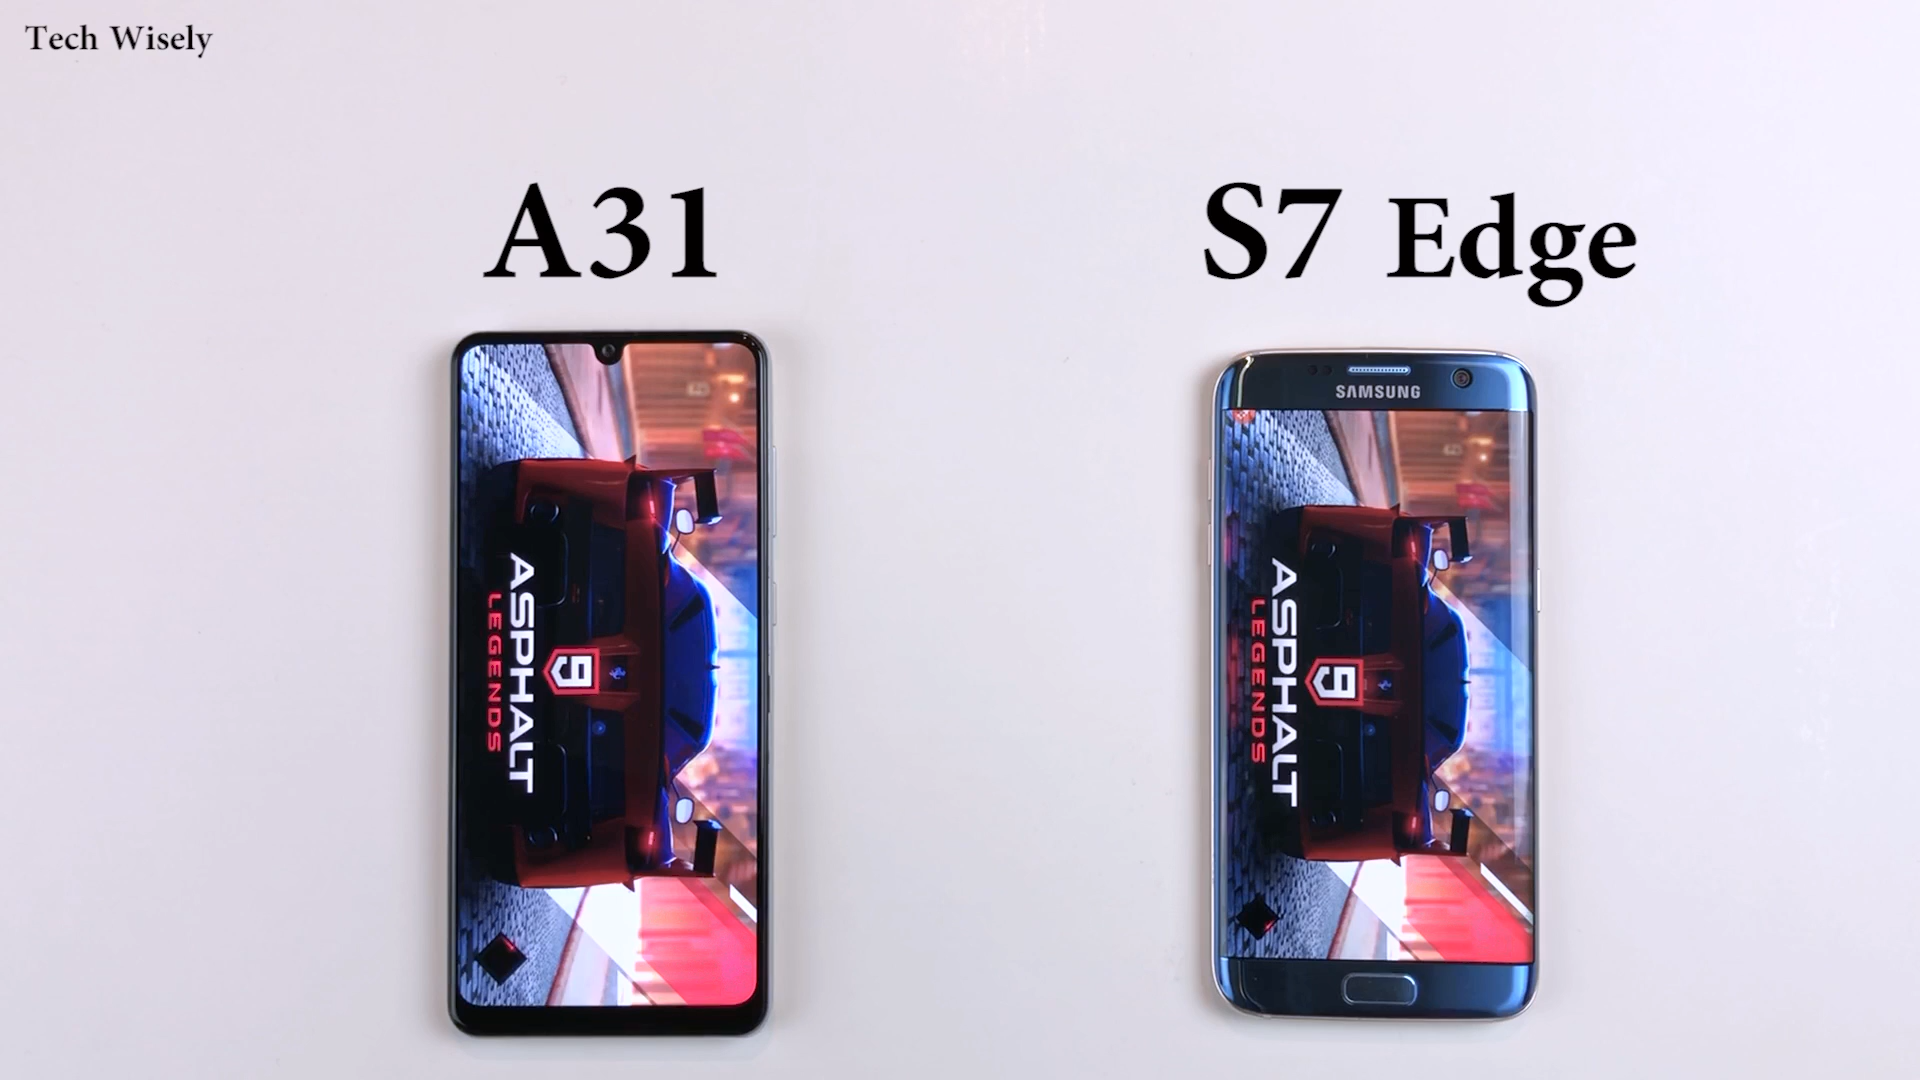 Tech Wisely
A31
S7 Edge
SAMSUNG
ASPHALT
9
LEGENDS
ASPHALT
9
LEGENDS